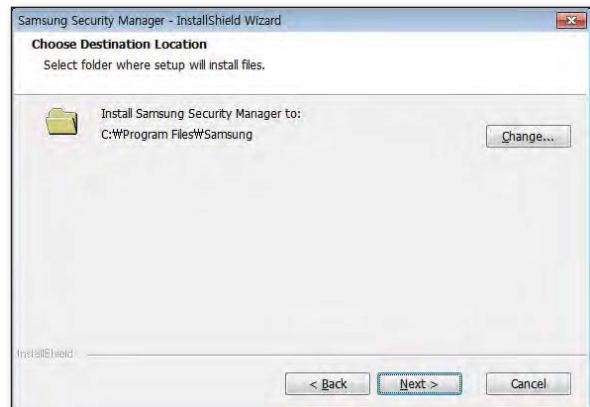 Samsung Security Manager - InstallShield Wizard
Choose Destination Location
Select folder where setup will install files.
Install Samsung Security Manager to:
C:₩Program Files₩Samsung
Change...
InstallShield
< Back
Next >
Cancel